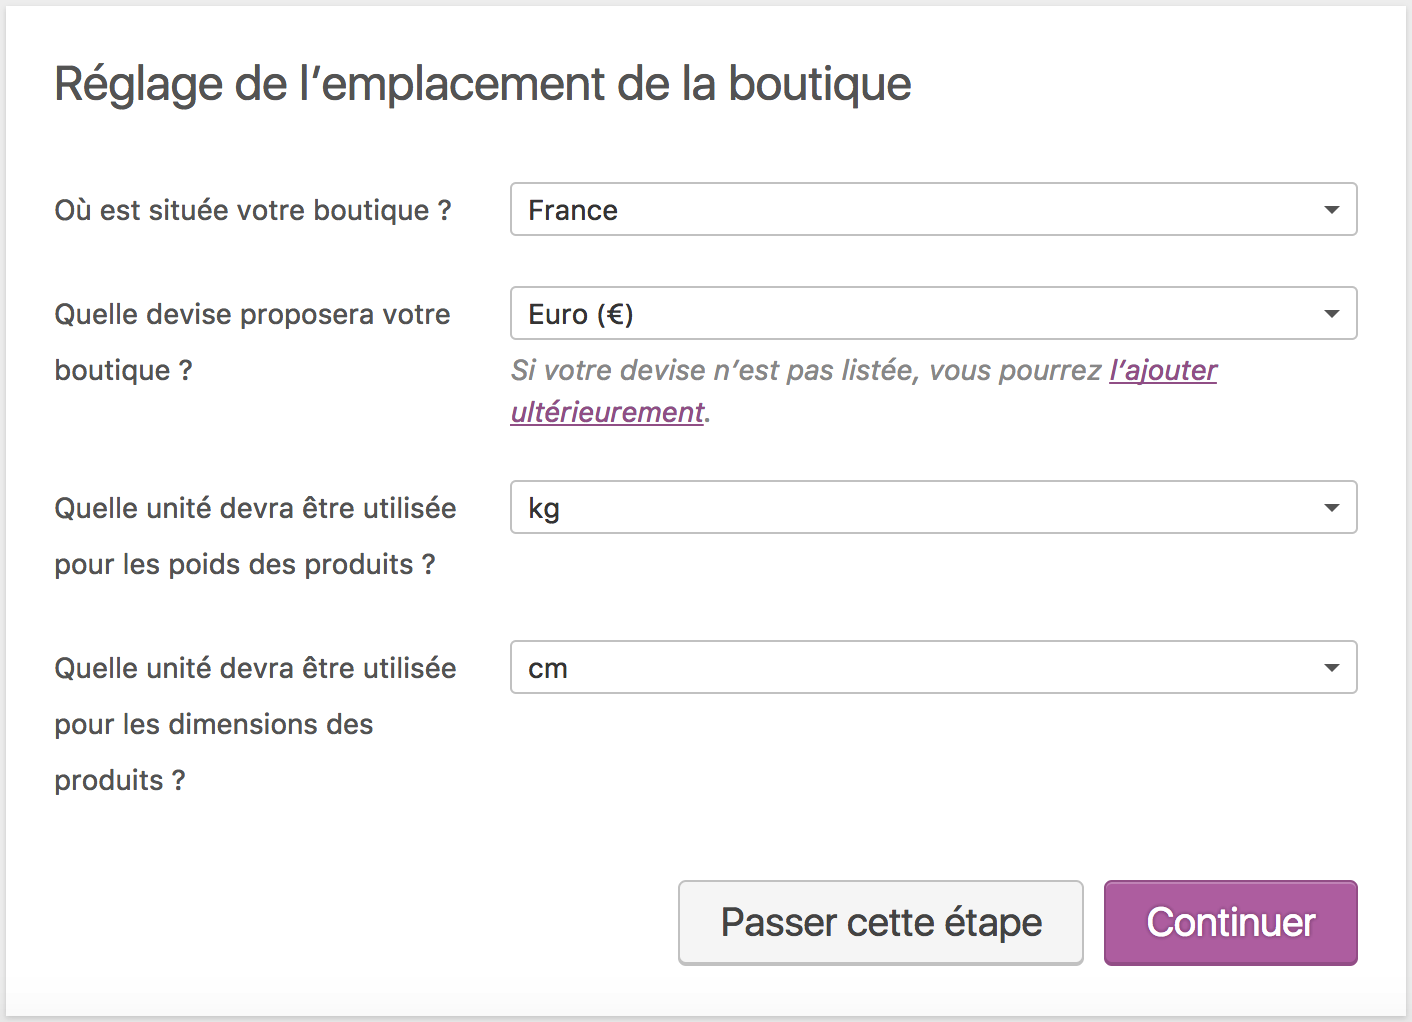 Réglage de l’emplacement de la boutique
Où est située votre boutique ?
France
Quelle devise proposera votre
boutique ?
Euro (€)
Si votre devise n’est pas listée, vous pourrez l’ajouter
ultérieurement.
Quelle unité devra être utilisée
pour les poids des produits ?
kg
Quelle unité devra être utilisée
pour les dimensions des
produits ?
cm
Passer cette étape
Continuer